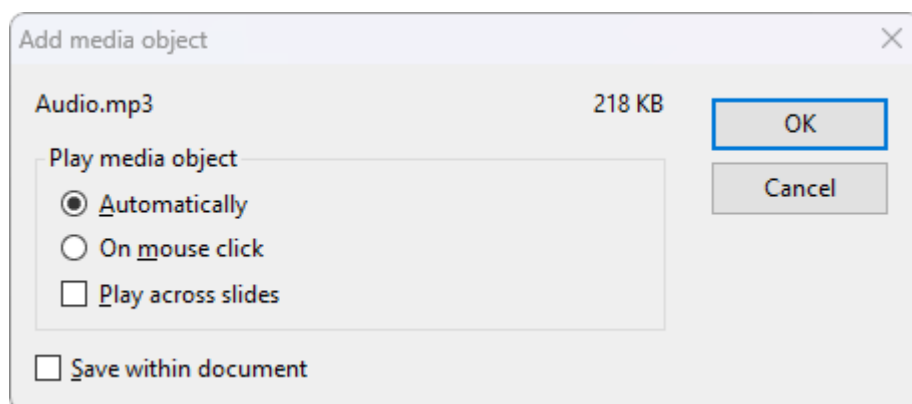 Add media object
Audio.mp3 218 KB
OK
Play media object
Cancel
Automatically
On mouse click
Play across slides
Save within document